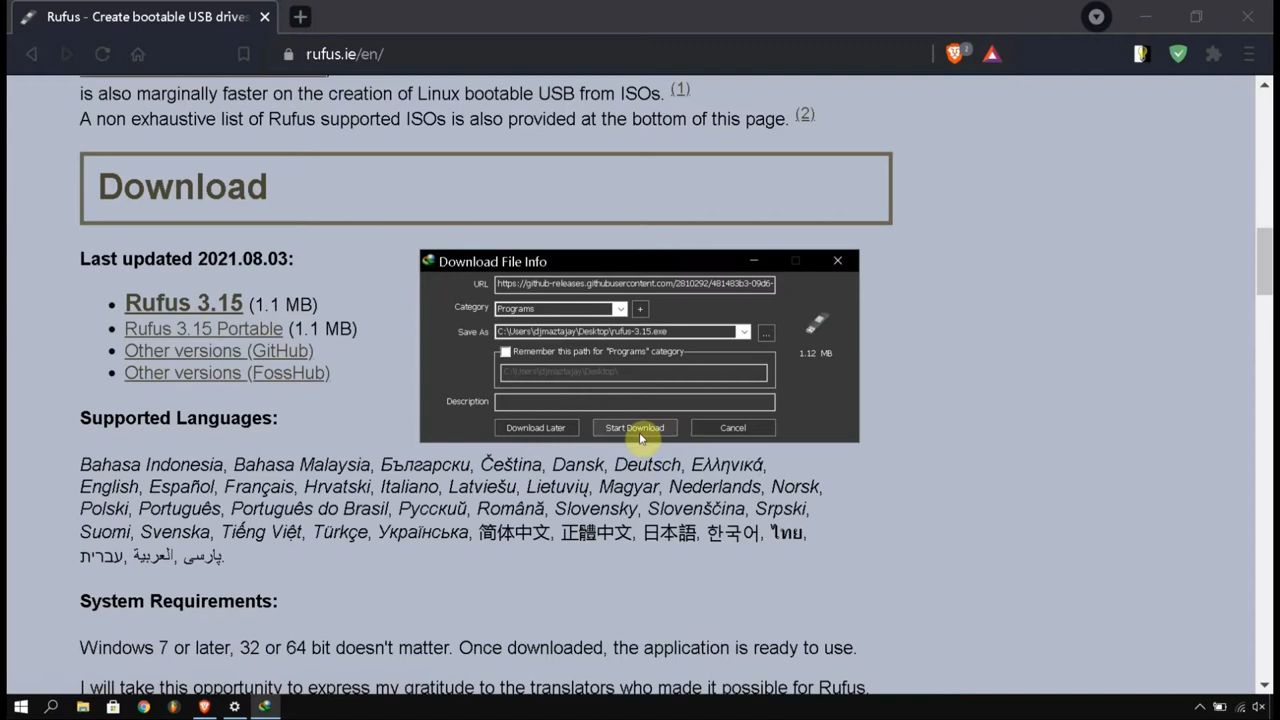 Rufus - Create bootable USB drives
rufus.ie/en/
is also marginally faster on the creation of Linux bootable USB from ISOs. (1)
A non exhaustive list of Rufus supported ISOs is also provided at the bottom of this page. (2)
Download
Last updated 2021.08.03:
Rufus 3.15 (1.1 MB)
Rufus 3.15 Portable (1.1 MB)
Other versions (GitHub)
Other versions (FossHub)
Download File Info
URL https://github-releases.githubusercontent.com/2810292/481483b3-09d6-
Category Programs
Save As C:\Users\djmaztajay\Desktop\rufus-3.15.exe ...
Remember this path for "Programs" category
C:\Users\djmaztajay\Desktop\
1.12 MB
Description
Download Later Start Download Cancel
Supported Languages:
Bahasa Indonesia, Bahasa Malaysia, Български, Čeština, Dansk, Deutsch, Ελληνικά,
English, Español, Français, Hrvatski, Italiano, Latviešu, Lietuvių, Magyar, Nederlands, Norsk,
Polski, Português, Português do Brasil, Русский, Română, Slovensky, Slovenščina, Srpski,
Suomi, Svenska, Tiếng Việt, Türkçe, Українська, 简体中文, 正體中文, 日本語, 한국어, ไทย,
עברית, العربية, پارسی.
System Requirements:
Windows 7 or later, 32 or 64 bit doesn't matter. Once downloaded, the application is ready to use.
I will take this opportunity to express my gratitude to the translators who made it possible for Rufus,